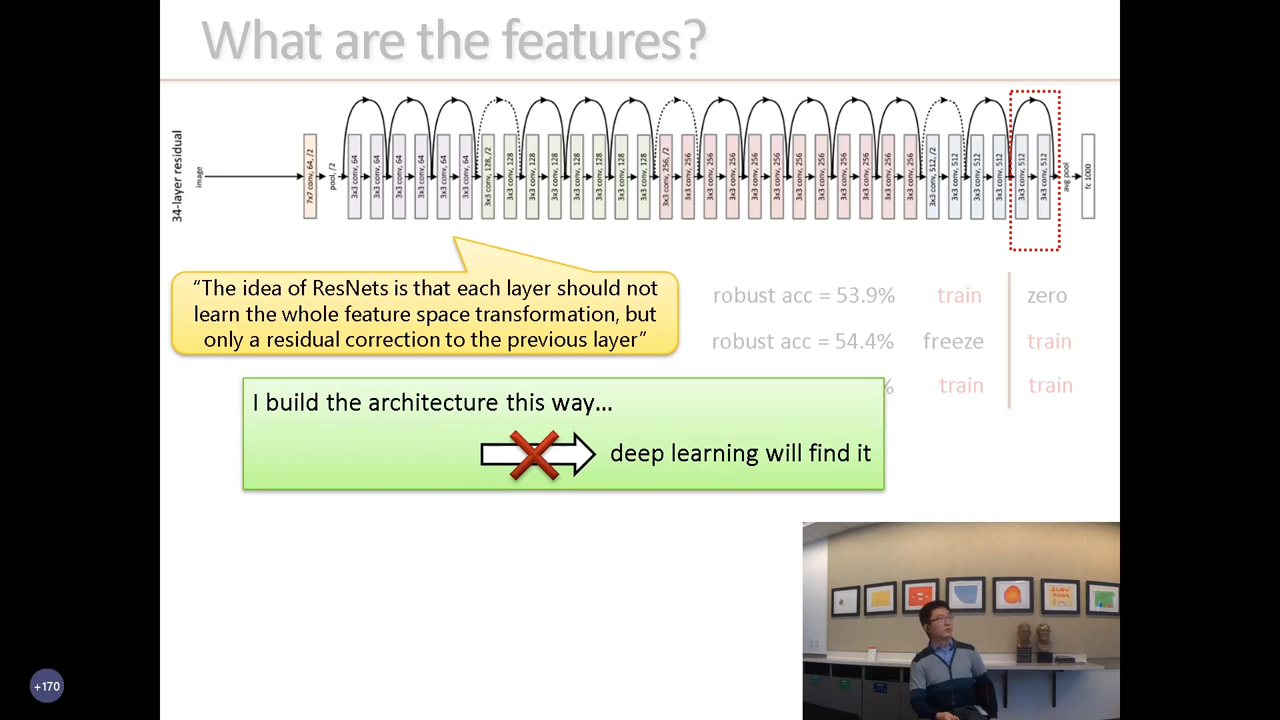 What are the features?
34-layer residual
image
7x7 conv, 64, /2
pool, /2
3x3 conv, 64
3x3 conv, 64
3x3 conv, 64
3x3 conv, 64
3x3 conv, 64
3x3 conv, 64
3x3 conv, 128, /2
3x3 conv, 128
3x3 conv, 128
3x3 conv, 128
3x3 conv, 128
3x3 conv, 128
3x3 conv, 128
3x3 conv, 128
3x3 conv, 256, /2
3x3 conv, 256
3x3 conv, 256
3x3 conv, 256
3x3 conv, 256
3x3 conv, 256
3x3 conv, 256
3x3 conv, 256
3x3 conv, 256
3x3 conv, 256
3x3 conv, 256
3x3 conv, 256
3x3 conv, 512, /2
3x3 conv, 512
3x3 conv, 512
3x3 conv, 512
3x3 conv, 512
3x3 conv, 512
avg pool
fc 1000
“The idea of ResNets is that each layer should not
learn the whole feature space transformation, but
only a residual correction to the previous layer”
robust acc = 53.9% train zero
robust acc = 54.4% freeze train
% train train
I build the architecture this way...
deep learning will find it
+170